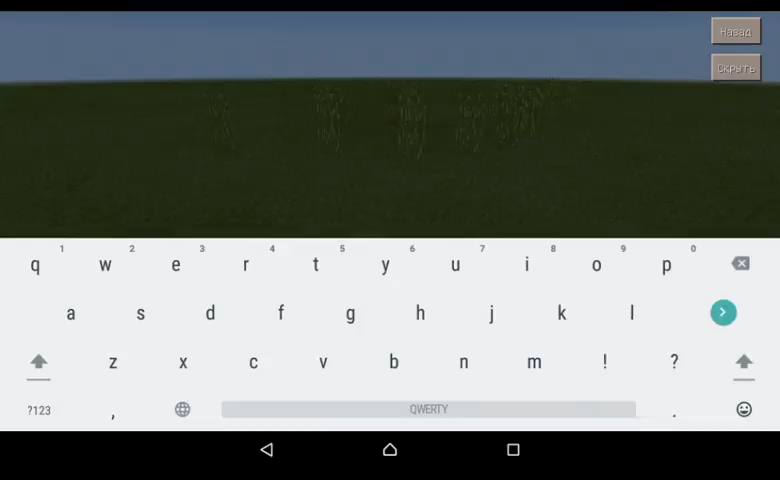 Назад
Скрыть
1 2 3 4 5 6 7 8 9 0
q w e r t y u i o p
a s d f g h j k l
z x c v b n m ! ?
?123 , QWERTY .